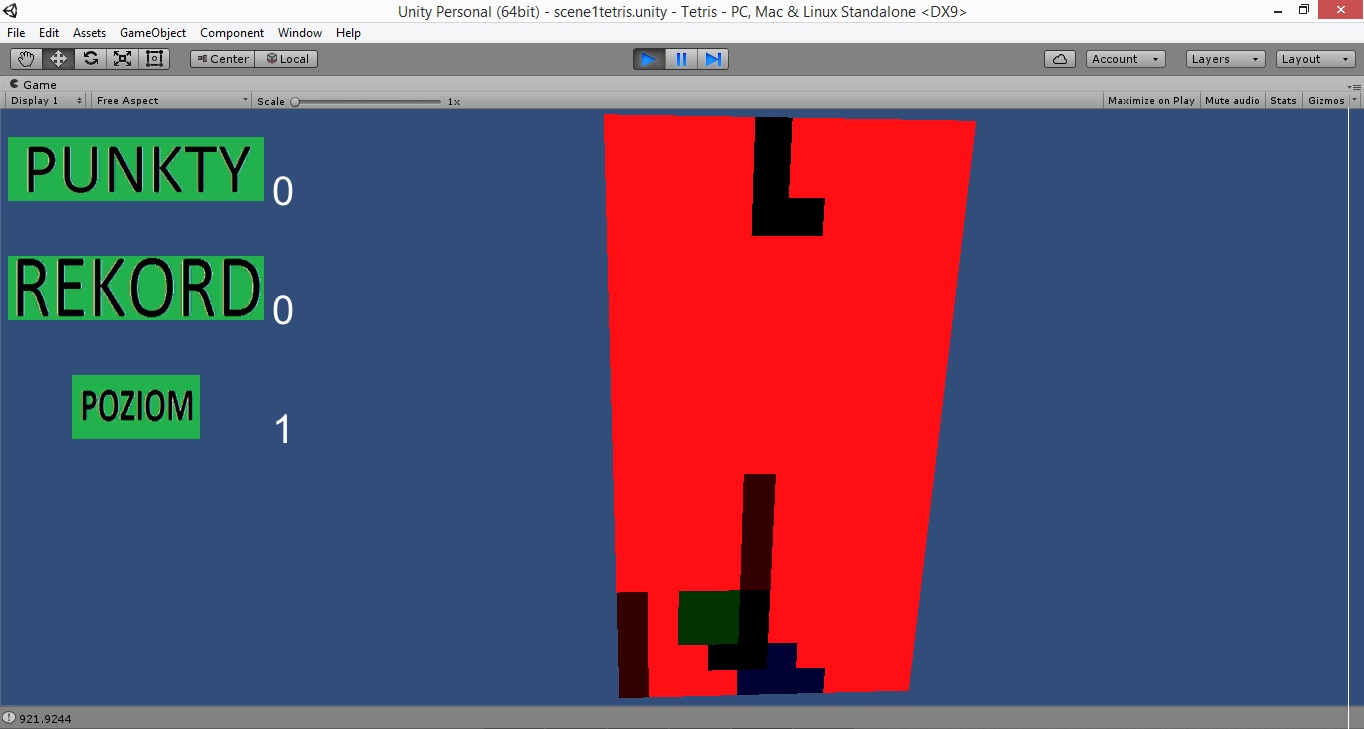 Unity Personal (64bit) - scene1tetris.unity - Tetris - PC, Mac & Linux Standalone <DX9>
File Edit Assets GameObject Component Window Help
Center Local Account Layers Layout
Game
Display 1 Free Aspect Scale 1x Maximize on Play Mute audio Stats Gizmos
PUNKTY 0
REKORD 0
POZIOM 1
921.9244